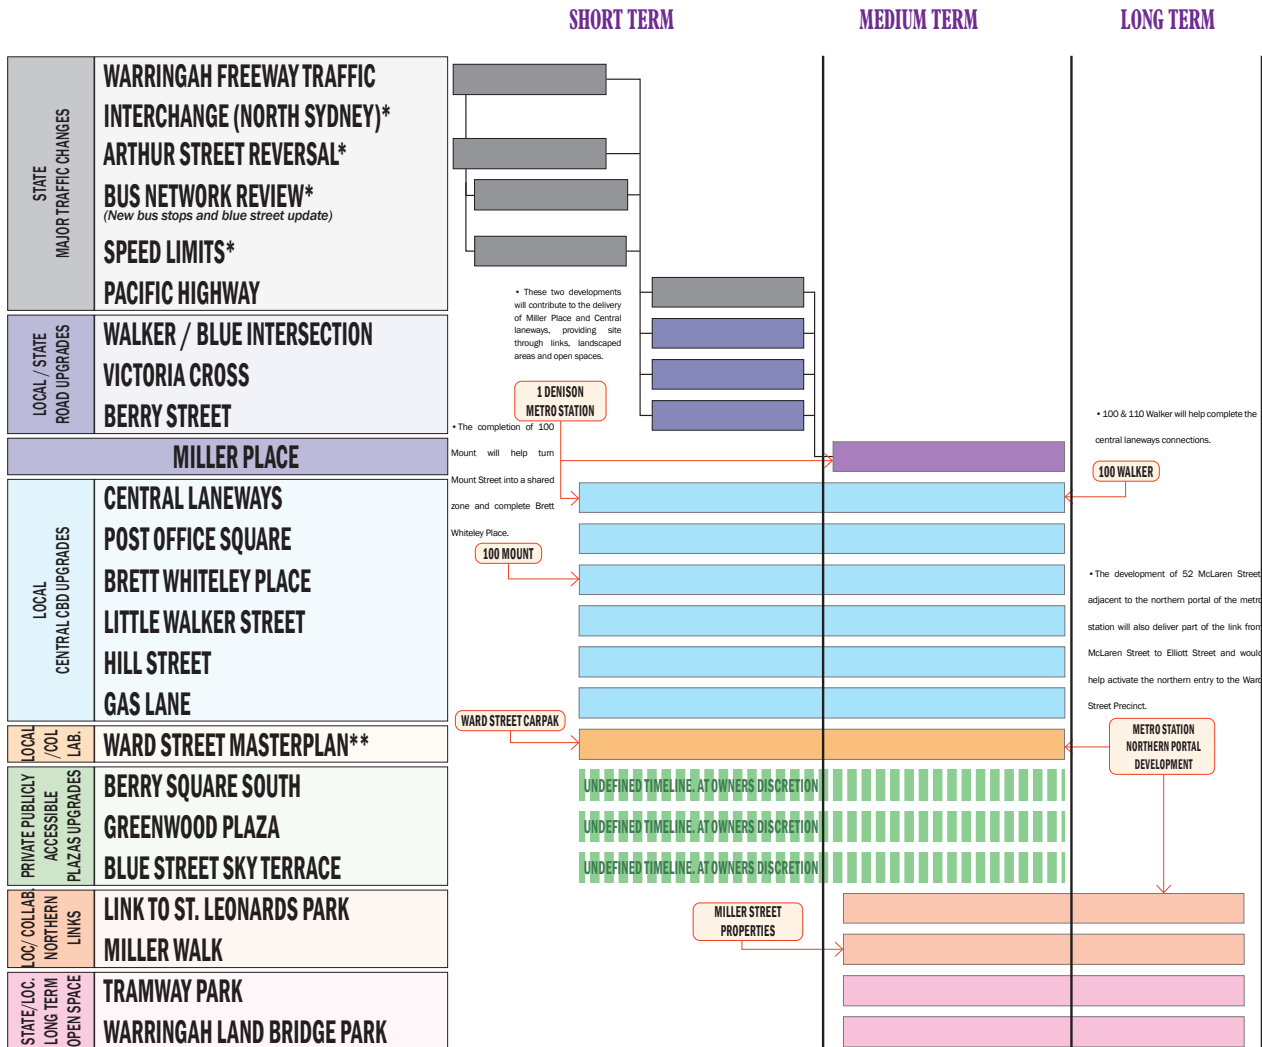 SHORT TERM
MEDIUM TERM
LONG TERM
STATE
MAJOR TRAFFIC CHANGES
WARRINGAH FREEWAY TRAFFIC
INTERCHANGE (NORTH SYDNEY)*
ARTHUR STREET REVERSAL*
BUS NETWORK REVIEW*
(New bus stops and blue street update)
SPEED LIMITS*
PACIFIC HIGHWAY
LOCAL / STATE
ROAD UPGRADES
WALKER / BLUE INTERSECTION
VICTORIA CROSS
BERRY STREET
MILLER PLACE
LOCAL
CENTRAL CBD UPGRADES
CENTRAL LANEWAYS
POST OFFICE SQUARE
BRETT WHITELEY PLACE
LITTLE WALKER STREET
HILL STREET
GAS LANE
LOCAL
/COL
LAB.
WARD STREET MASTERPLAN**
PRIVATE PUBLICLY
ACCESSIBLE
PLAZAS UPGRADES
BERRY SQUARE SOUTH
GREENWOOD PLAZA
BLUE STREET SKY TERRACE
LOC/ COLLAB.
NORTHERN
LINKS
LINK TO ST. LEONARDS PARK
MILLER WALK
STATE/LOC.
LONG TERM
OPEN SPACE
TRAMWAY PARK
WARRINGAH LAND BRIDGE PARK
• These two developments
will contribute to the delivery
of Miller Place and Central
laneways, providing site
through links, landscaped
areas and open spaces.
1 DENISON
METRO STATION
• The completion of 100
Mount will help turn
Mount Street into a shared
zone and complete Brett
Whiteley Place.
100 MOUNT
WARD STREET CARPAK
UNDEFINED TIMELINE. AT OWNERS DISCRETION
UNDEFINED TIMELINE. AT OWNERS DISCRETION
UNDEFINED TIMELINE. AT OWNERS DISCRETION
MILLER STREET
PROPERTIES
• 100 & 110 Walker will help complete the
central laneways connections.
100 WALKER
• The development of 52 McLaren Street
adjacent to the northern portal of the metro
station will also deliver part of the link from
McLaren Street to Elliott Street and would
help activate the northern entry to the Ward
Street Precinct.
METRO STATION
NORTHERN PORTAL
DEVELOPMENT